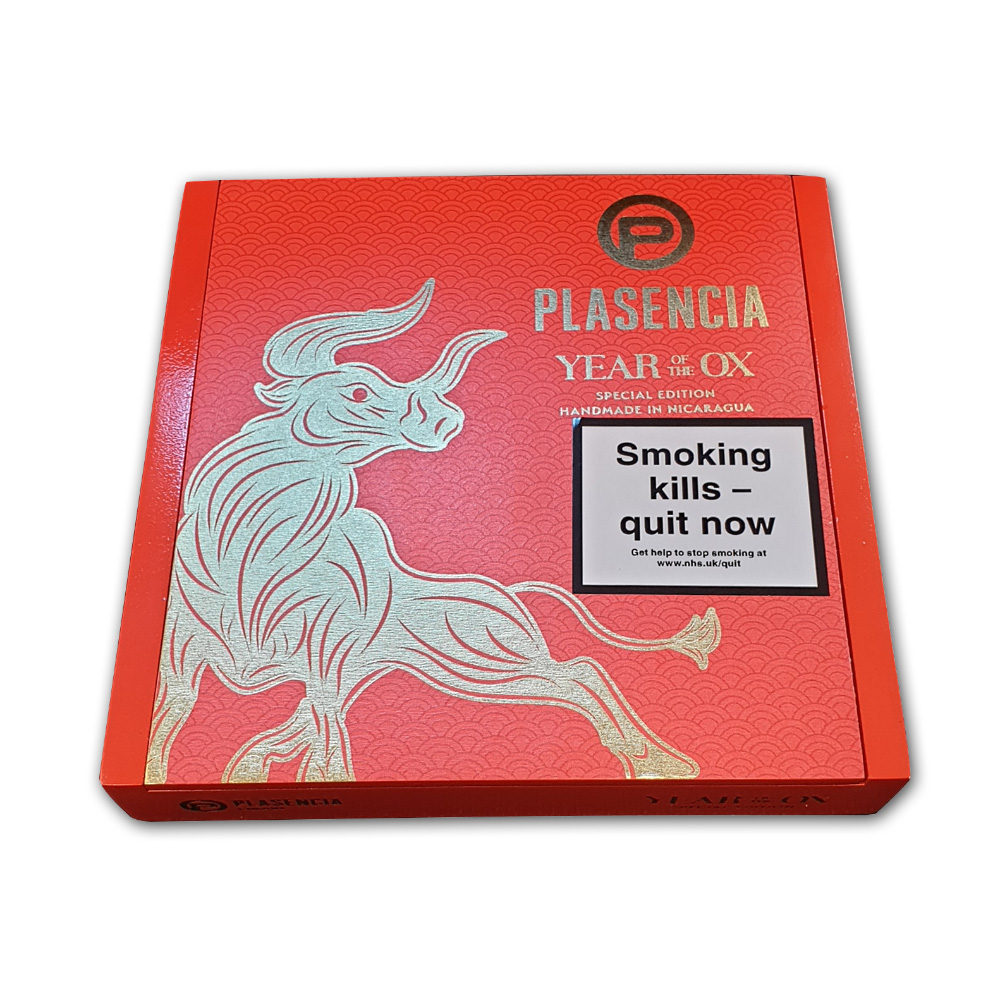 P
PLASENCIA
YEAR OF THE OX
SPECIAL EDITION
HANDMADE IN NICARAGUA
Smoking
kills –
quit now
Get help to stop smoking at
www.nhs.uk/quit
P PLASENCIA
YEAR OF THE OX